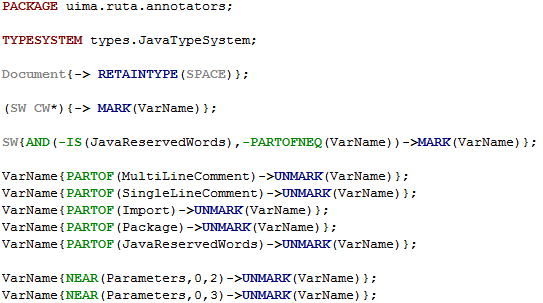 PACKAGE uima.ruta.annotators;
TYPESYSTEM types.JavaTypeSystem;
Document{-> RETAINTYPE(SPACE)};
(SW CW*){-> MARK(VarName)};
SW{AND(-IS(JavaReservedWords),-PARTOFNEQ(VarName))->MARK(VarName)};
VarName{PARTOF(MultiLineComment)->UNMARK(VarName)};
VarName{PARTOF(SingleLineComment)->UNMARK(VarName)};
VarName{PARTOF(Import)->UNMARK(VarName)};
VarName{PARTOF(Package)->UNMARK(VarName)};
VarName{PARTOF(JavaReservedWords)->UNMARK(VarName)};
VarName{NEAR(Parameters,0,2)->UNMARK(VarName)};
VarName{NEAR(Parameters,0,3)->UNMARK(VarName)};